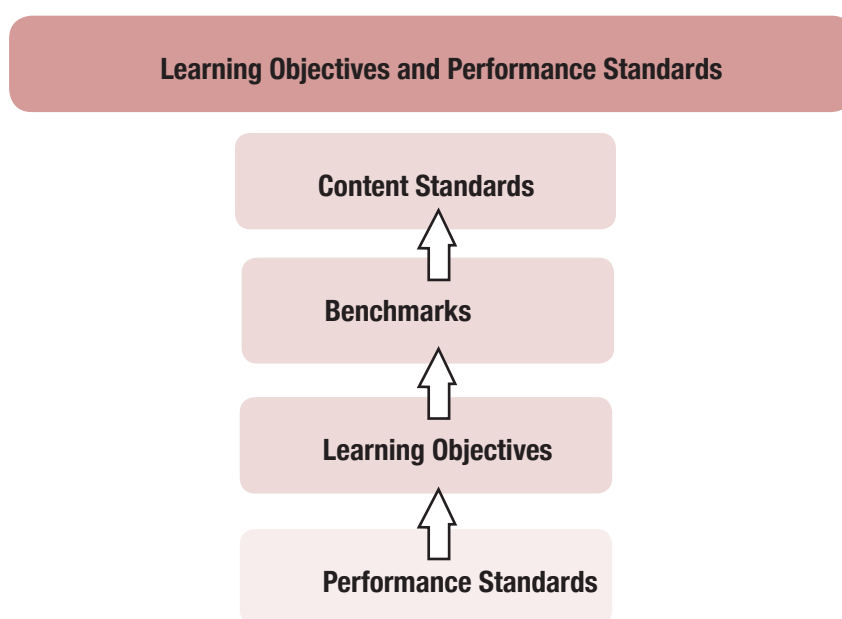 Learning Objectives and Performance Standards
Content Standards
Benchmarks
Learning Objectives
Performance Standards